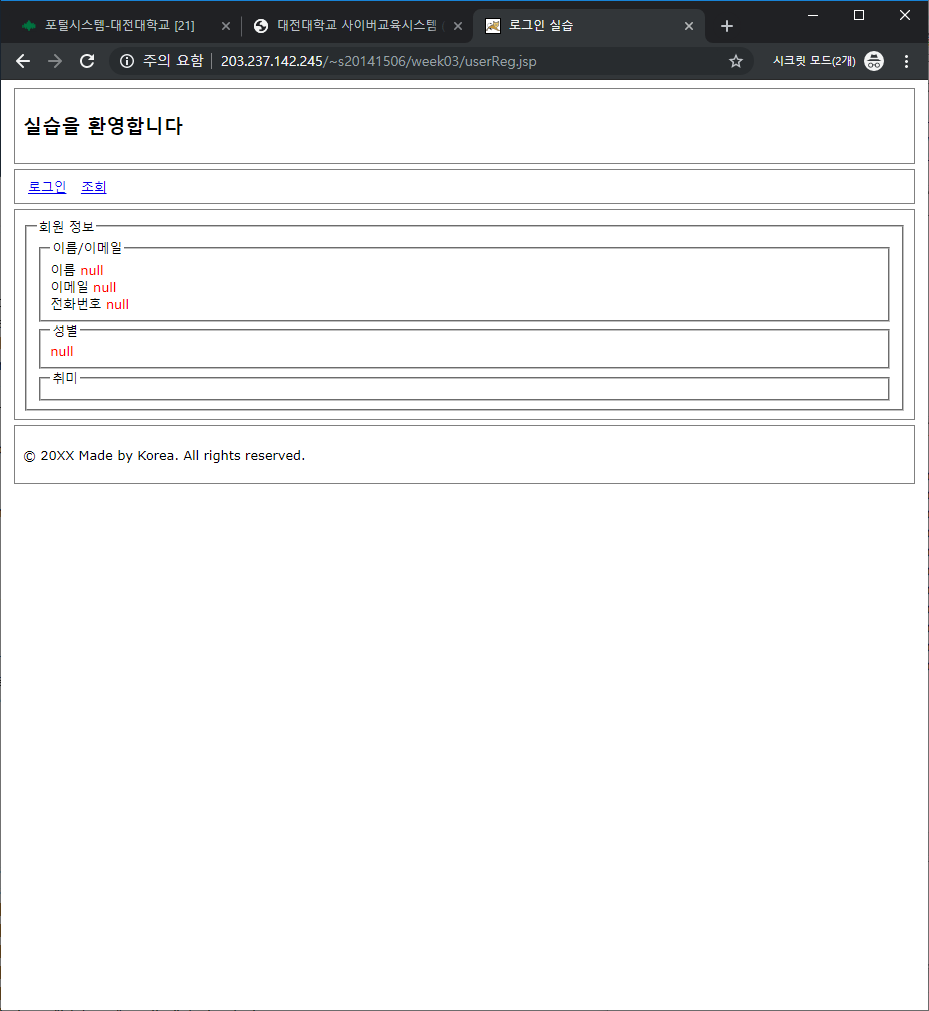 포털시스템-대전대학교 [21]
대전대학교 사이버교육시스템
로그인 실습
주의 요함 203.237.142.245/~s20141506/week03/userReg.jsp
시크릿 모드(2개)
실습을 환영합니다
로그인 조회
회원 정보
이름/이메일
이름 null
이메일 null
전화번호 null
성별
null
취미
© 20XX Made by Korea. All rights reserved.